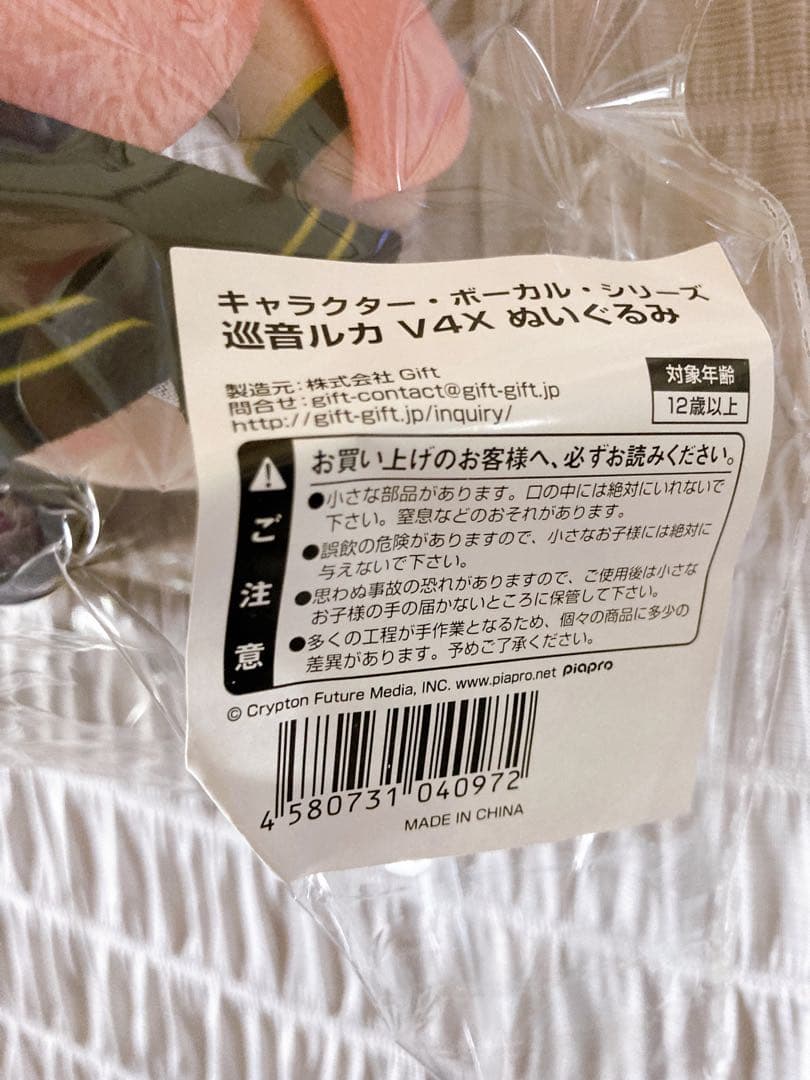 キャラクター・ボーカル・シリーズ
巡音ルカ V4X ぬいぐるみ
製造元:株式会社 Gift
問合せ:gift-contact@gift-gift.jp
http://gift-gift.jp/inquiry/
対象年齢
12歳以上
ご注意
お買い上げのお客様へ、必ずお読みください。
●小さな部品があります。口の中には絶対にいれないで
下さい。窒息などのおそれがあります。
●誤飲の危険がありますので、小さなお子様には絶対に
与えないで下さい。
●思わぬ事故の恐れがありますので、ご使用後は小さな
お子様の手の届かないところに保管して下さい。
●多くの工程が手作業となるため、個々の商品に多少の
差異があります。予めご了承ください。
© Crypton Future Media, INC. www.piapro.net piapro
4 580731 040972
MADE IN CHINA